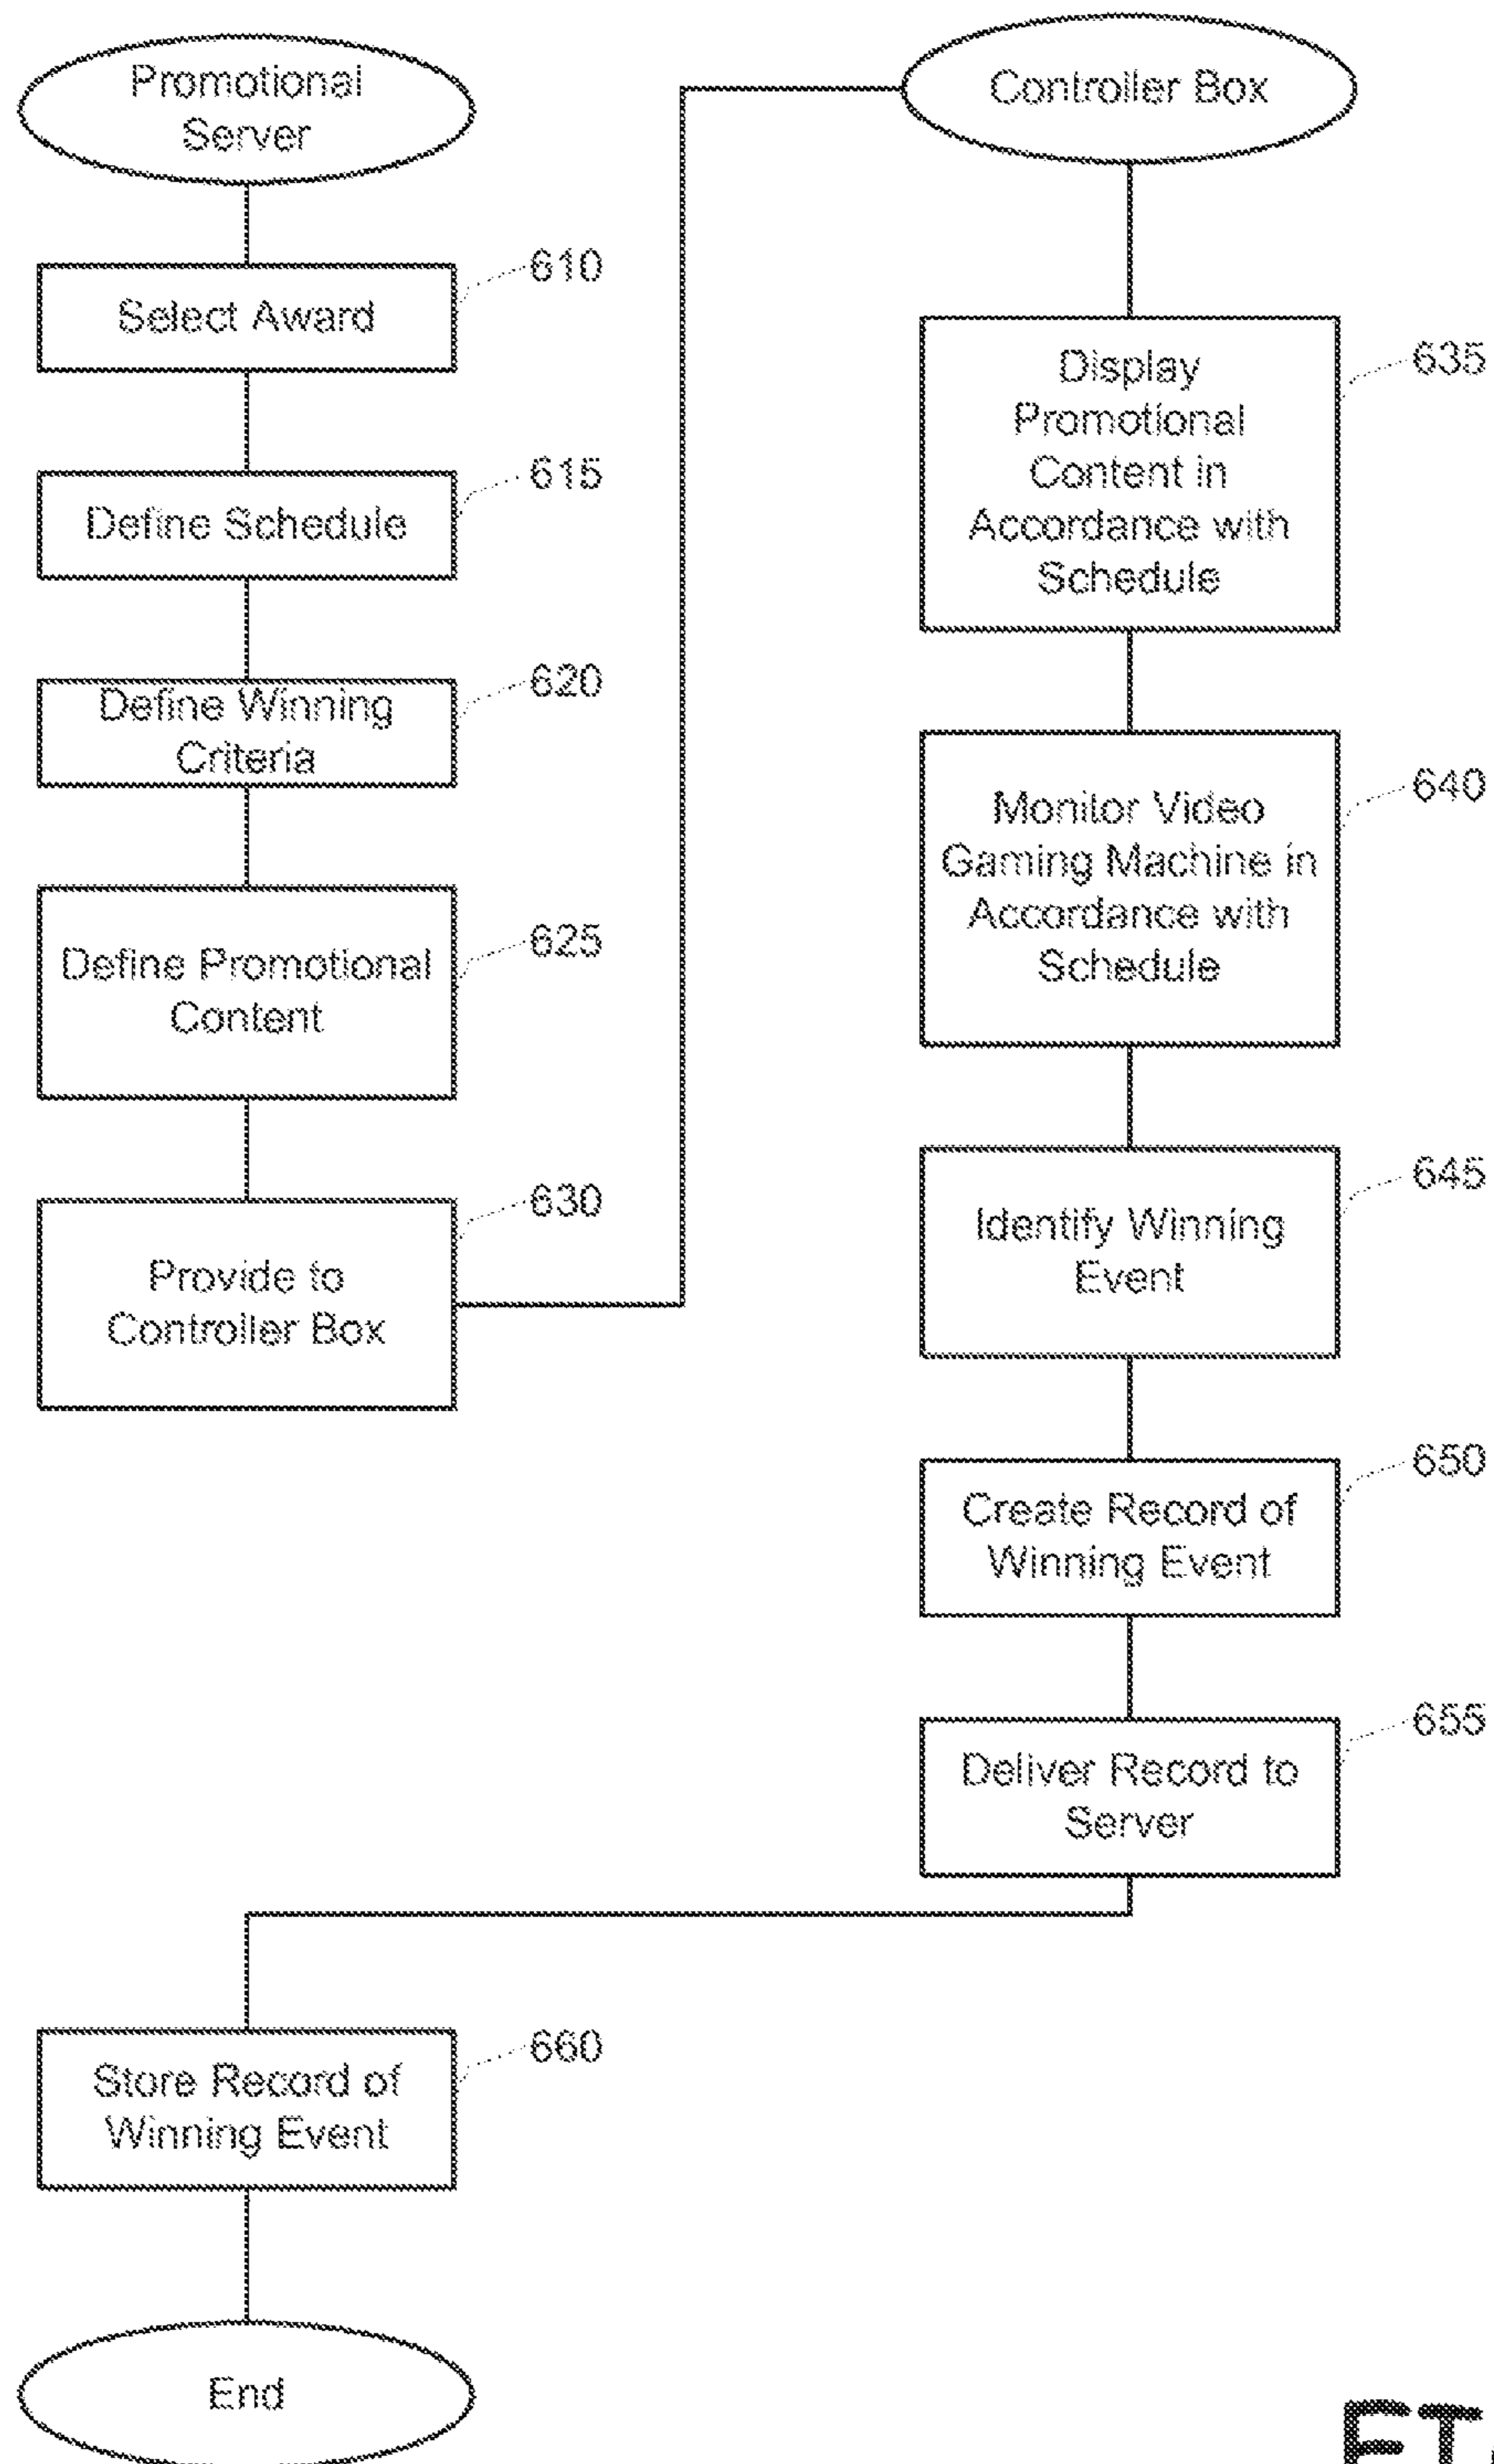 Promotional
Server
Select Award
610
Define Schedule
615
Define Winning
Criteria
620
Define Promotional
Content
625
Provide to
Controller Box
630
Controller Box
Display
Promotional
Content in
Accordance with
Schedule
635
Monitor Video
Gaming Machine in
Accordance with
Schedule
640
Identify Winning
Event
645
Create Record of
Winning Event
650
Deliver Record to
Server
655
Store Record of
Winning Event
660
End